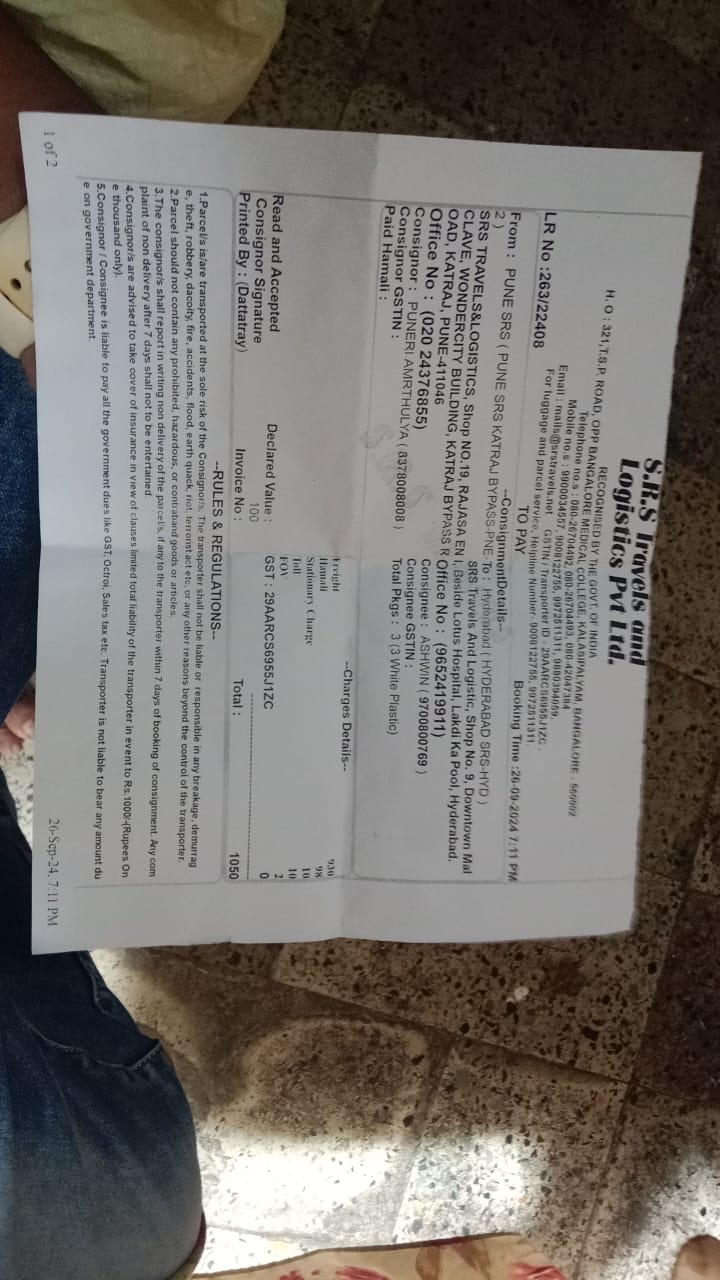 S.R.S Travels and
Logistics Pvt Ltd.
RECOGNISED BY THE GOVT. OF INDIA
H. O : 321,T.S.P. ROAD, OPP BANGALORE MEDICAL COLLEGE, KALASIPALYAM, BANGALORE - 560002
Telephone no.s : 080-26704492, 080-26704493, 080-42047384
Mobile no.s : 9900034557, 9008122755, 9972511311, 9880394059,
Email : mails@srstravels.net GSTIN / Transporter ID : 29AARCS6955J1ZC ,
For luggage and parcel service, Helpline Number- 9008122755, 9972511311.
LR No :263/22408
TO PAY
Booking Time :26-09-2024 7:11 PM
--ConsignmentDetails--
From : PUNE SRS ( PUNE SRS KATRAJ BYPASS-PNE-
2 )
SRS TRAVELS&LOGISTICS, Shop NO.19, RAJASA EN
CLAVE, WONDERCITY BUILDING, KATRAJ BYPASS R
OAD, KATRAJ, PUNE-411046
Office No : (020 24376855)
Consignor : PUNERI AMRTHULYA ( 8378008008 )
Consignor GSTIN :
Paid Hamali :
To : Hyderabad ( HYDERABAD SRS-HYD )
SRS Travels And Logistic, Shop No. 9, Downtown Mal
l, Beside Lotus Hospital, Lakdi Ka Pool, Hyderabad.
Office No : (9652419911)
Consignee : ASHWIN ( 9700800769 )
Consignee GSTIN :
Total Pkgs : 3 (3 White Plastic)
--Charges Details--
Freight 930
Hamali 98
Stationary Charge 10
Toll 10
FOV 2
GST : 29AARCS6955J1ZC 0
Total : 1050
Read and Accepted
Consignor Signature
Printed By : (Dattatray)
Declared Value :
100
Invoice No :
--RULES & REGULATIONS--
1.Parcel/s is/are transported at the sole risk of the Consignor/s. The transporter shall not be liable or responsible in any breakage, demurrag
e, theft, robbery, dacoity, fire, accidents, flood, earth quack, riot, terrorist act etc, or any other reasons beyond the control of the transporter.
2.Parcel should not contain any prohibited, hazardous, or contraband goods or articles.
3.The consignor/s shall report in writing non delivery of the parcel/s, if any to the transporter within 7 days of booking of consignment. Any com
plaint of non delivery after 7 days shall not to be entertained.
4.Consignor/s are advised to take cover of insurance in view of clauses limited total liability of the transporter in event to Rs.1000/-(Rupees On
e thousand only).
5.Consignor / Consignee is liable to pay all the government dues like GST, Octroi, Sales tax etc. Transporter is not liable to bear any amount du
e on government department.
1 of 2
26-Sep-24, 7:11 PM